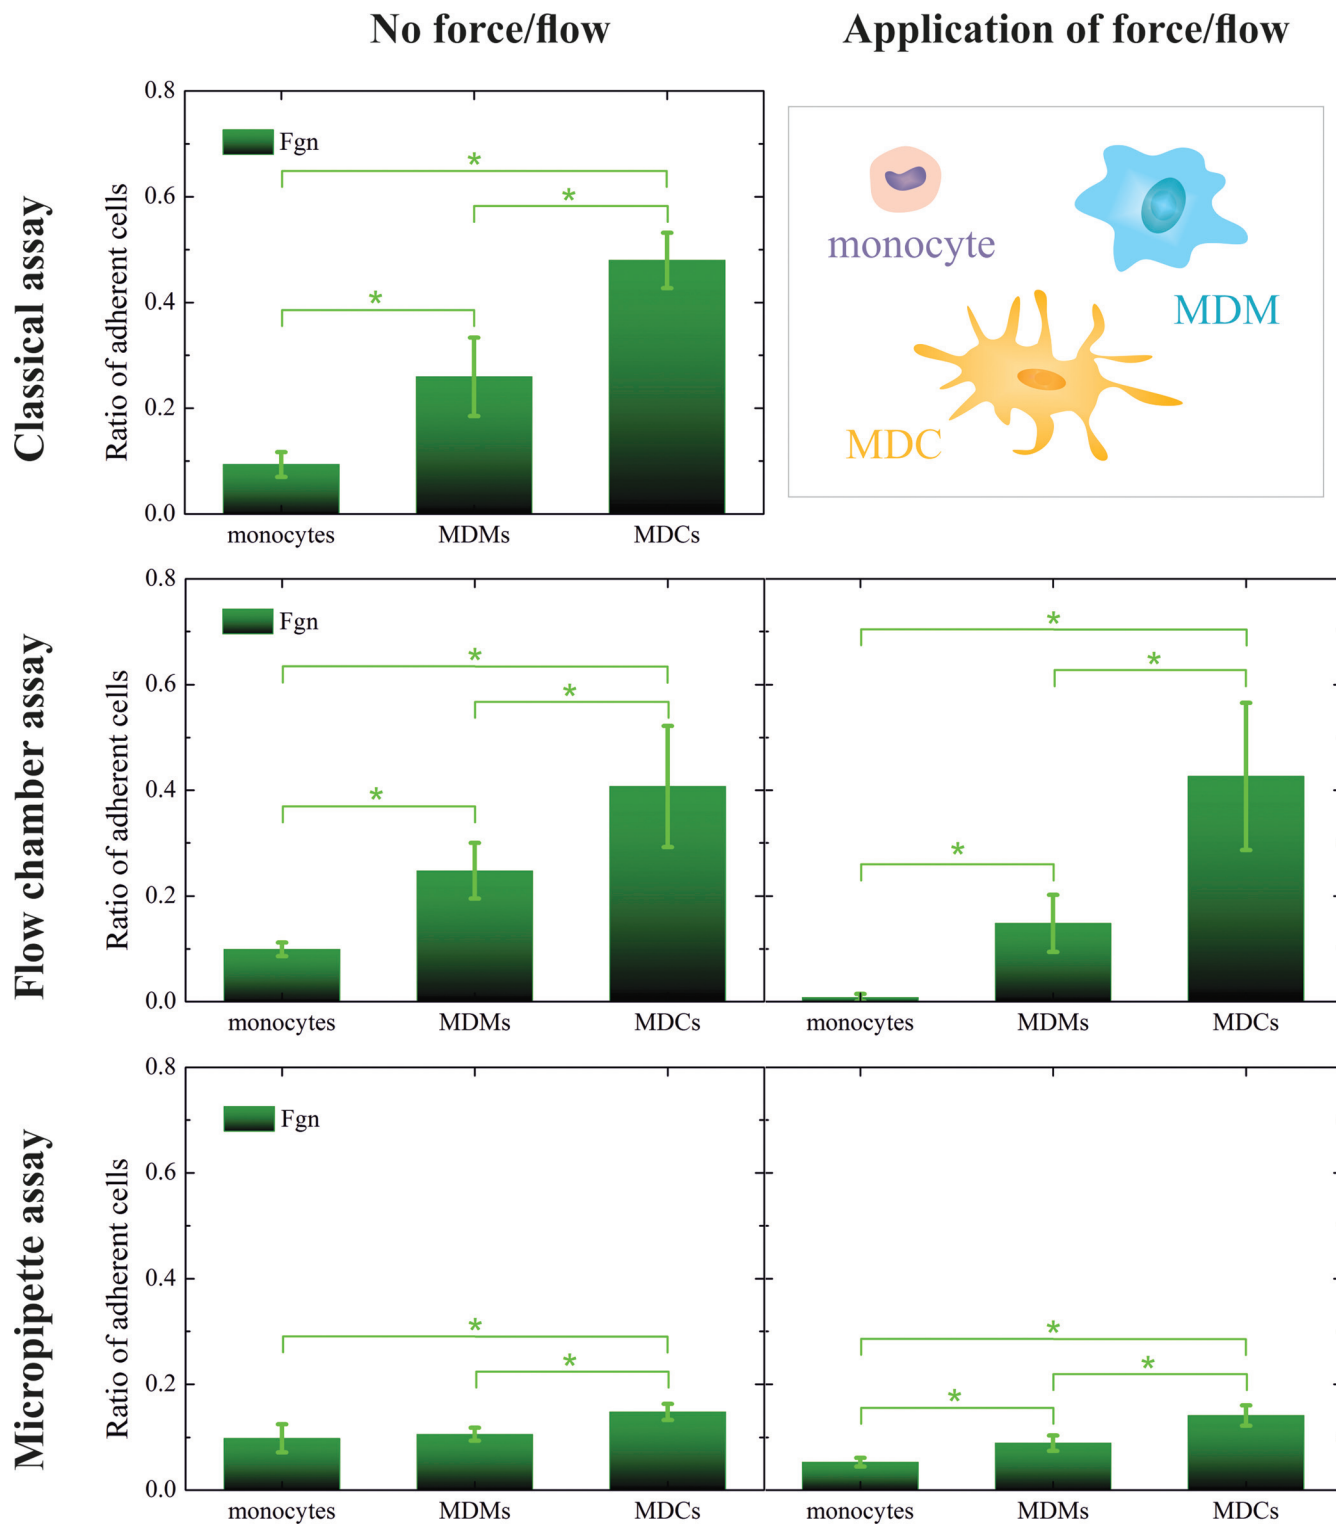 No force/flow
Application of force/flow
Classical assay
Ratio of adherent cells
0.8
0.6
0.4
0.2
0.0
Fgn
*
*
*
monocytes MDMs MDCs
monocyte
MDM
MDC
Flow chamber assay
Ratio of adherent cells
0.8
0.6
0.4
0.2
0.0
Fgn
*
*
*
monocytes MDMs MDCs
*
*
*
monocytes MDMs MDCs
Micropipette assay
Ratio of adherent cells
0.8
0.6
0.4
0.2
0.0
Fgn
*
*
monocytes MDMs MDCs
*
*
*
monocytes MDMs MDCs